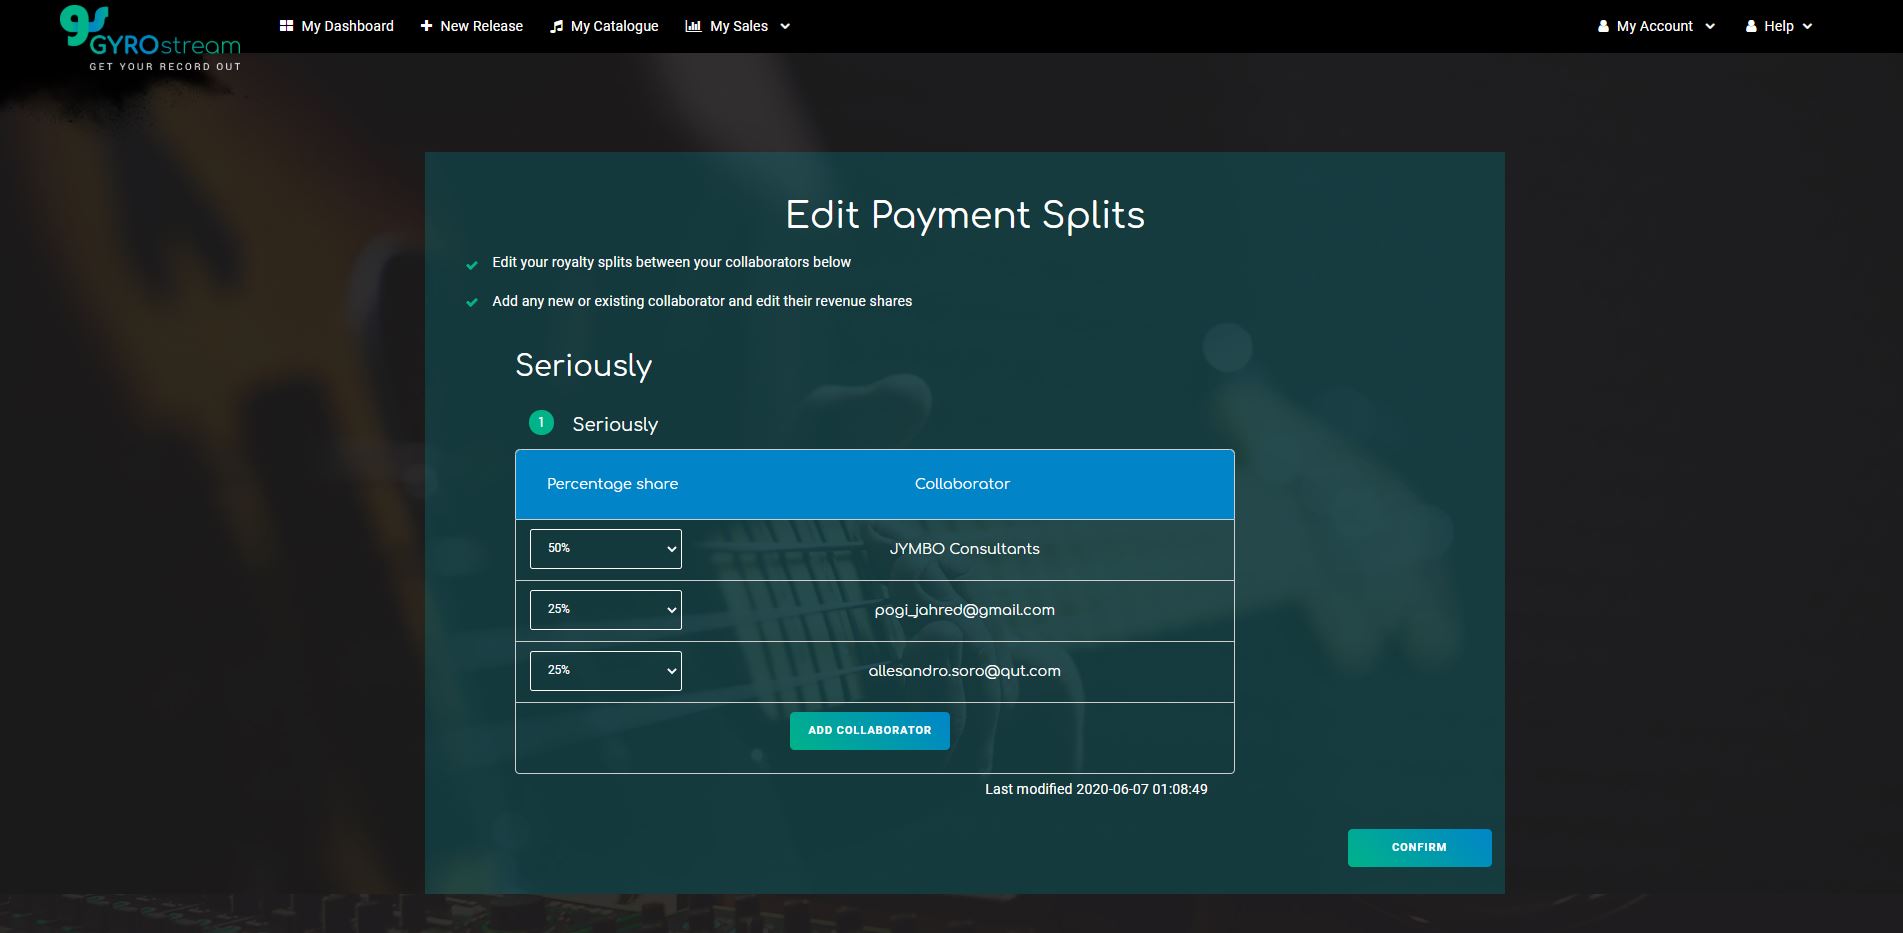 gs
GYROstream
GET YOUR RECORD OUT
My Dashboard
New Release
My Catalogue
My Sales
My Account
Help
Edit Payment Splits
Edit your royalty splits between your collaborators below
Add any new or existing collaborator and edit their revenue shares
Seriously
1 Seriously
Percentage share Collaborator
50% JYMBO Consultants
25% pogi_jahred@gmail.com
25% allesandro.soro@qut.com
ADD COLLABORATOR
Last modified 2020-06-07 01:08:49
CONFIRM